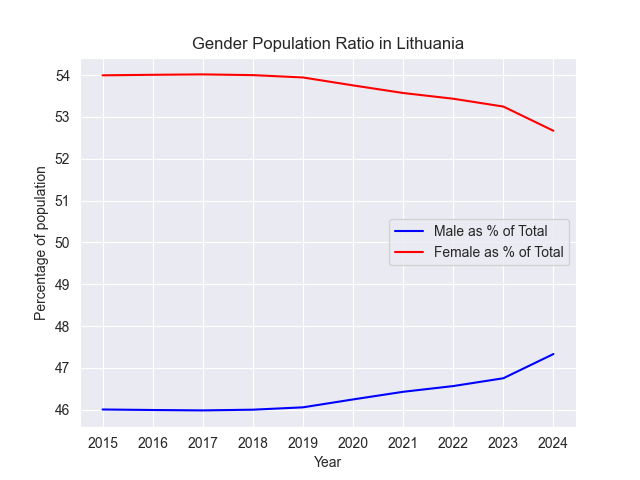 Gender Population Ratio in Lithuania
Percentage of population
54
53
52
51
50
49
48
47
46
Male as % of Total
Female as % of Total
2015 2016 2017 2018 2019 2020 2021 2022 2023 2024
Year